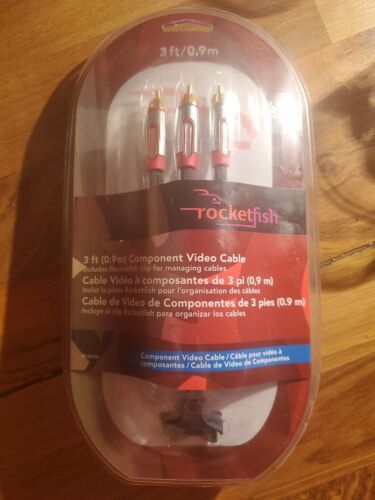 3 ft/0.9m
rocketfish
3 ft (0.9m) Component Video Cable
Includes Rocketfish clip for managing cables
Cable Vidéo à composantes de 3 pi (0,9 m)
Inclut la pince Rocketfish pour l'organisation des câbles
Cable de Video de Componentes de 3 pies (0.9 m)
Incluye el clip Rocketfish para organizar los cables
Component Video Cable / Câble pour vidéo à
composantes / Cable de Video de Componentes